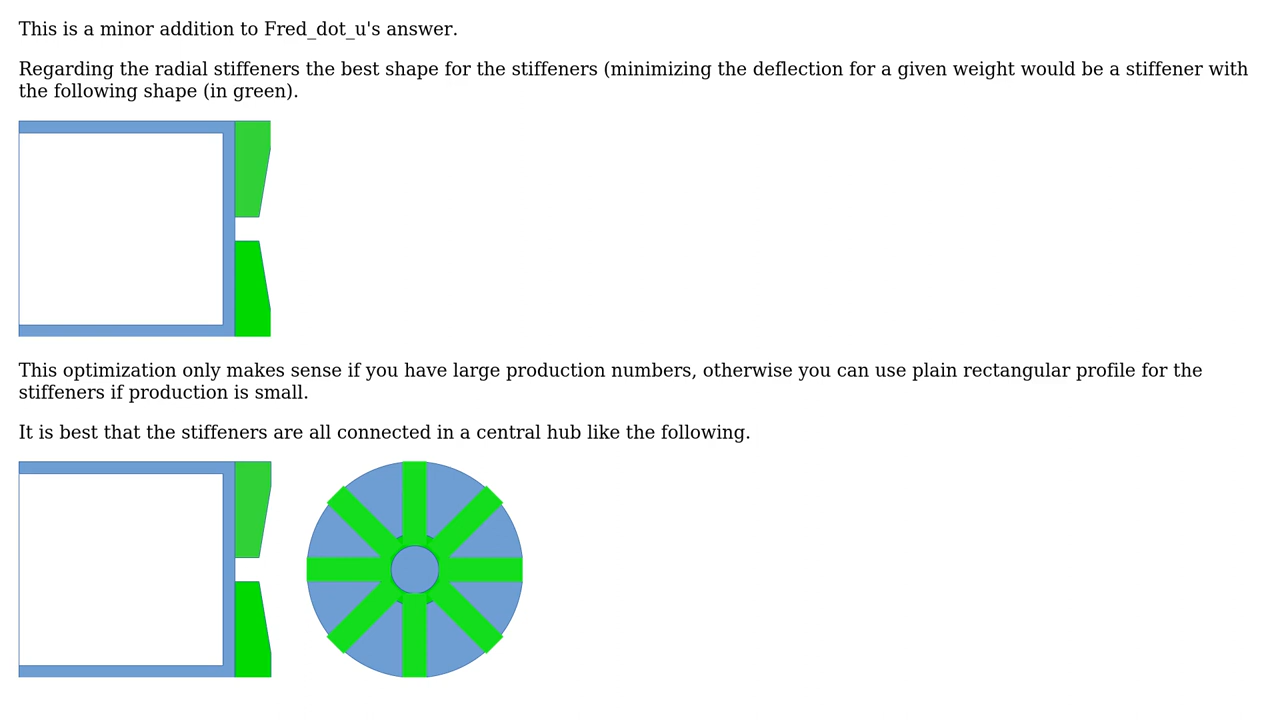 This is a minor addition to Fred_dot_u's answer.
Regarding the radial stiffeners the best shape for the stiffeners (minimizing the deflection for a given weight would be a stiffener with
the following shape (in green).
This optimization only makes sense if you have large production numbers, otherwise you can use plain rectangular profile for the
stiffeners if production is small.
It is best that the stiffeners are all connected in a central hub like the following.